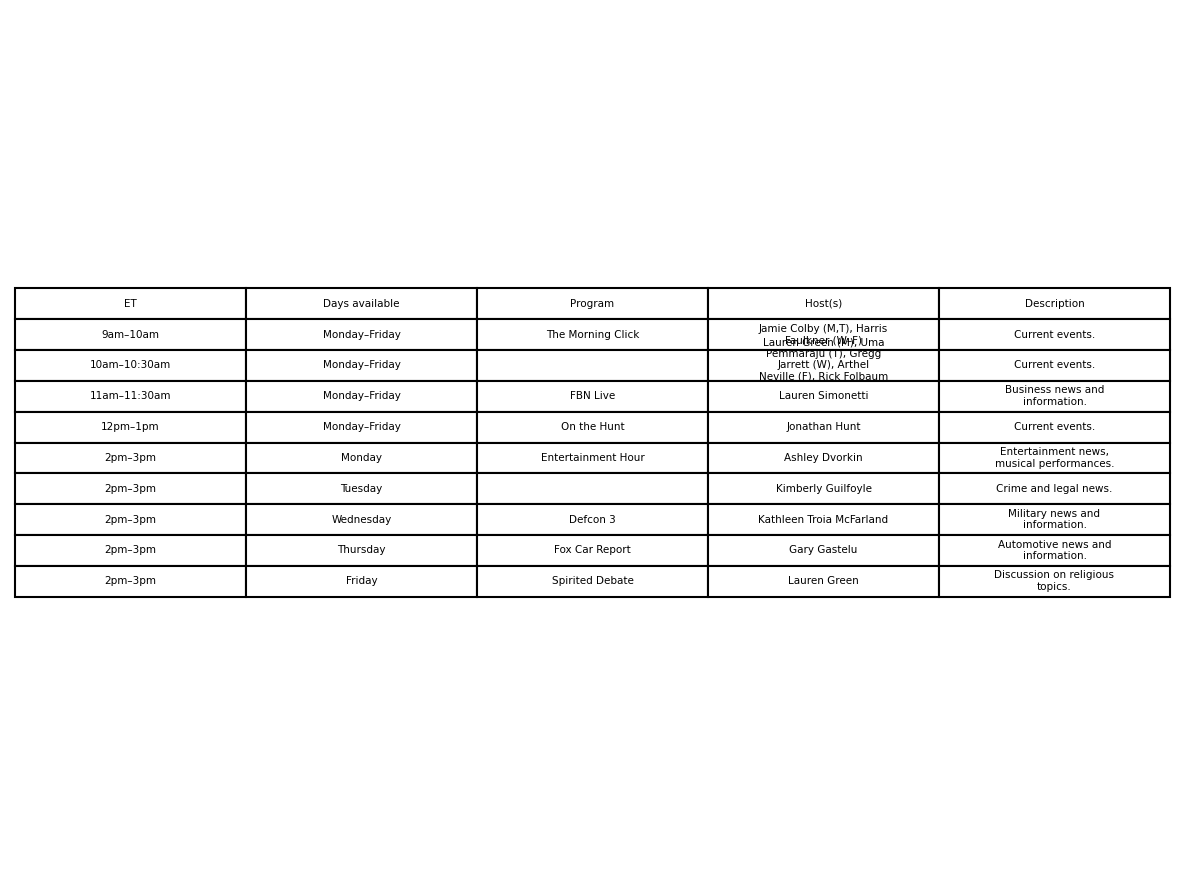 ET Days available Program Host(s) Description
9am–10am Monday–Friday The Morning Click Jamie Colby (M,T), Harris Faulkner (W–F) Current events.
10am–10:30am Monday–Friday Lauren Green (M), Uma Pemmaraju (T), Gregg Jarrett (W), Arthel Neville (F), Rick Folbaum Current events.
11am–11:30am Monday–Friday FBN Live Lauren Simonetti Business news and information.
12pm–1pm Monday–Friday On the Hunt Jonathan Hunt Current events.
2pm–3pm Monday Entertainment Hour Ashley Dvorkin Entertainment news, musical performances.
2pm–3pm Tuesday Kimberly Guilfoyle Crime and legal news.
2pm–3pm Wednesday Defcon 3 Kathleen Troia McFarland Military news and information.
2pm–3pm Thursday Fox Car Report Gary Gastelu Automotive news and information.
2pm–3pm Friday Spirited Debate Lauren Green Discussion on religious topics.